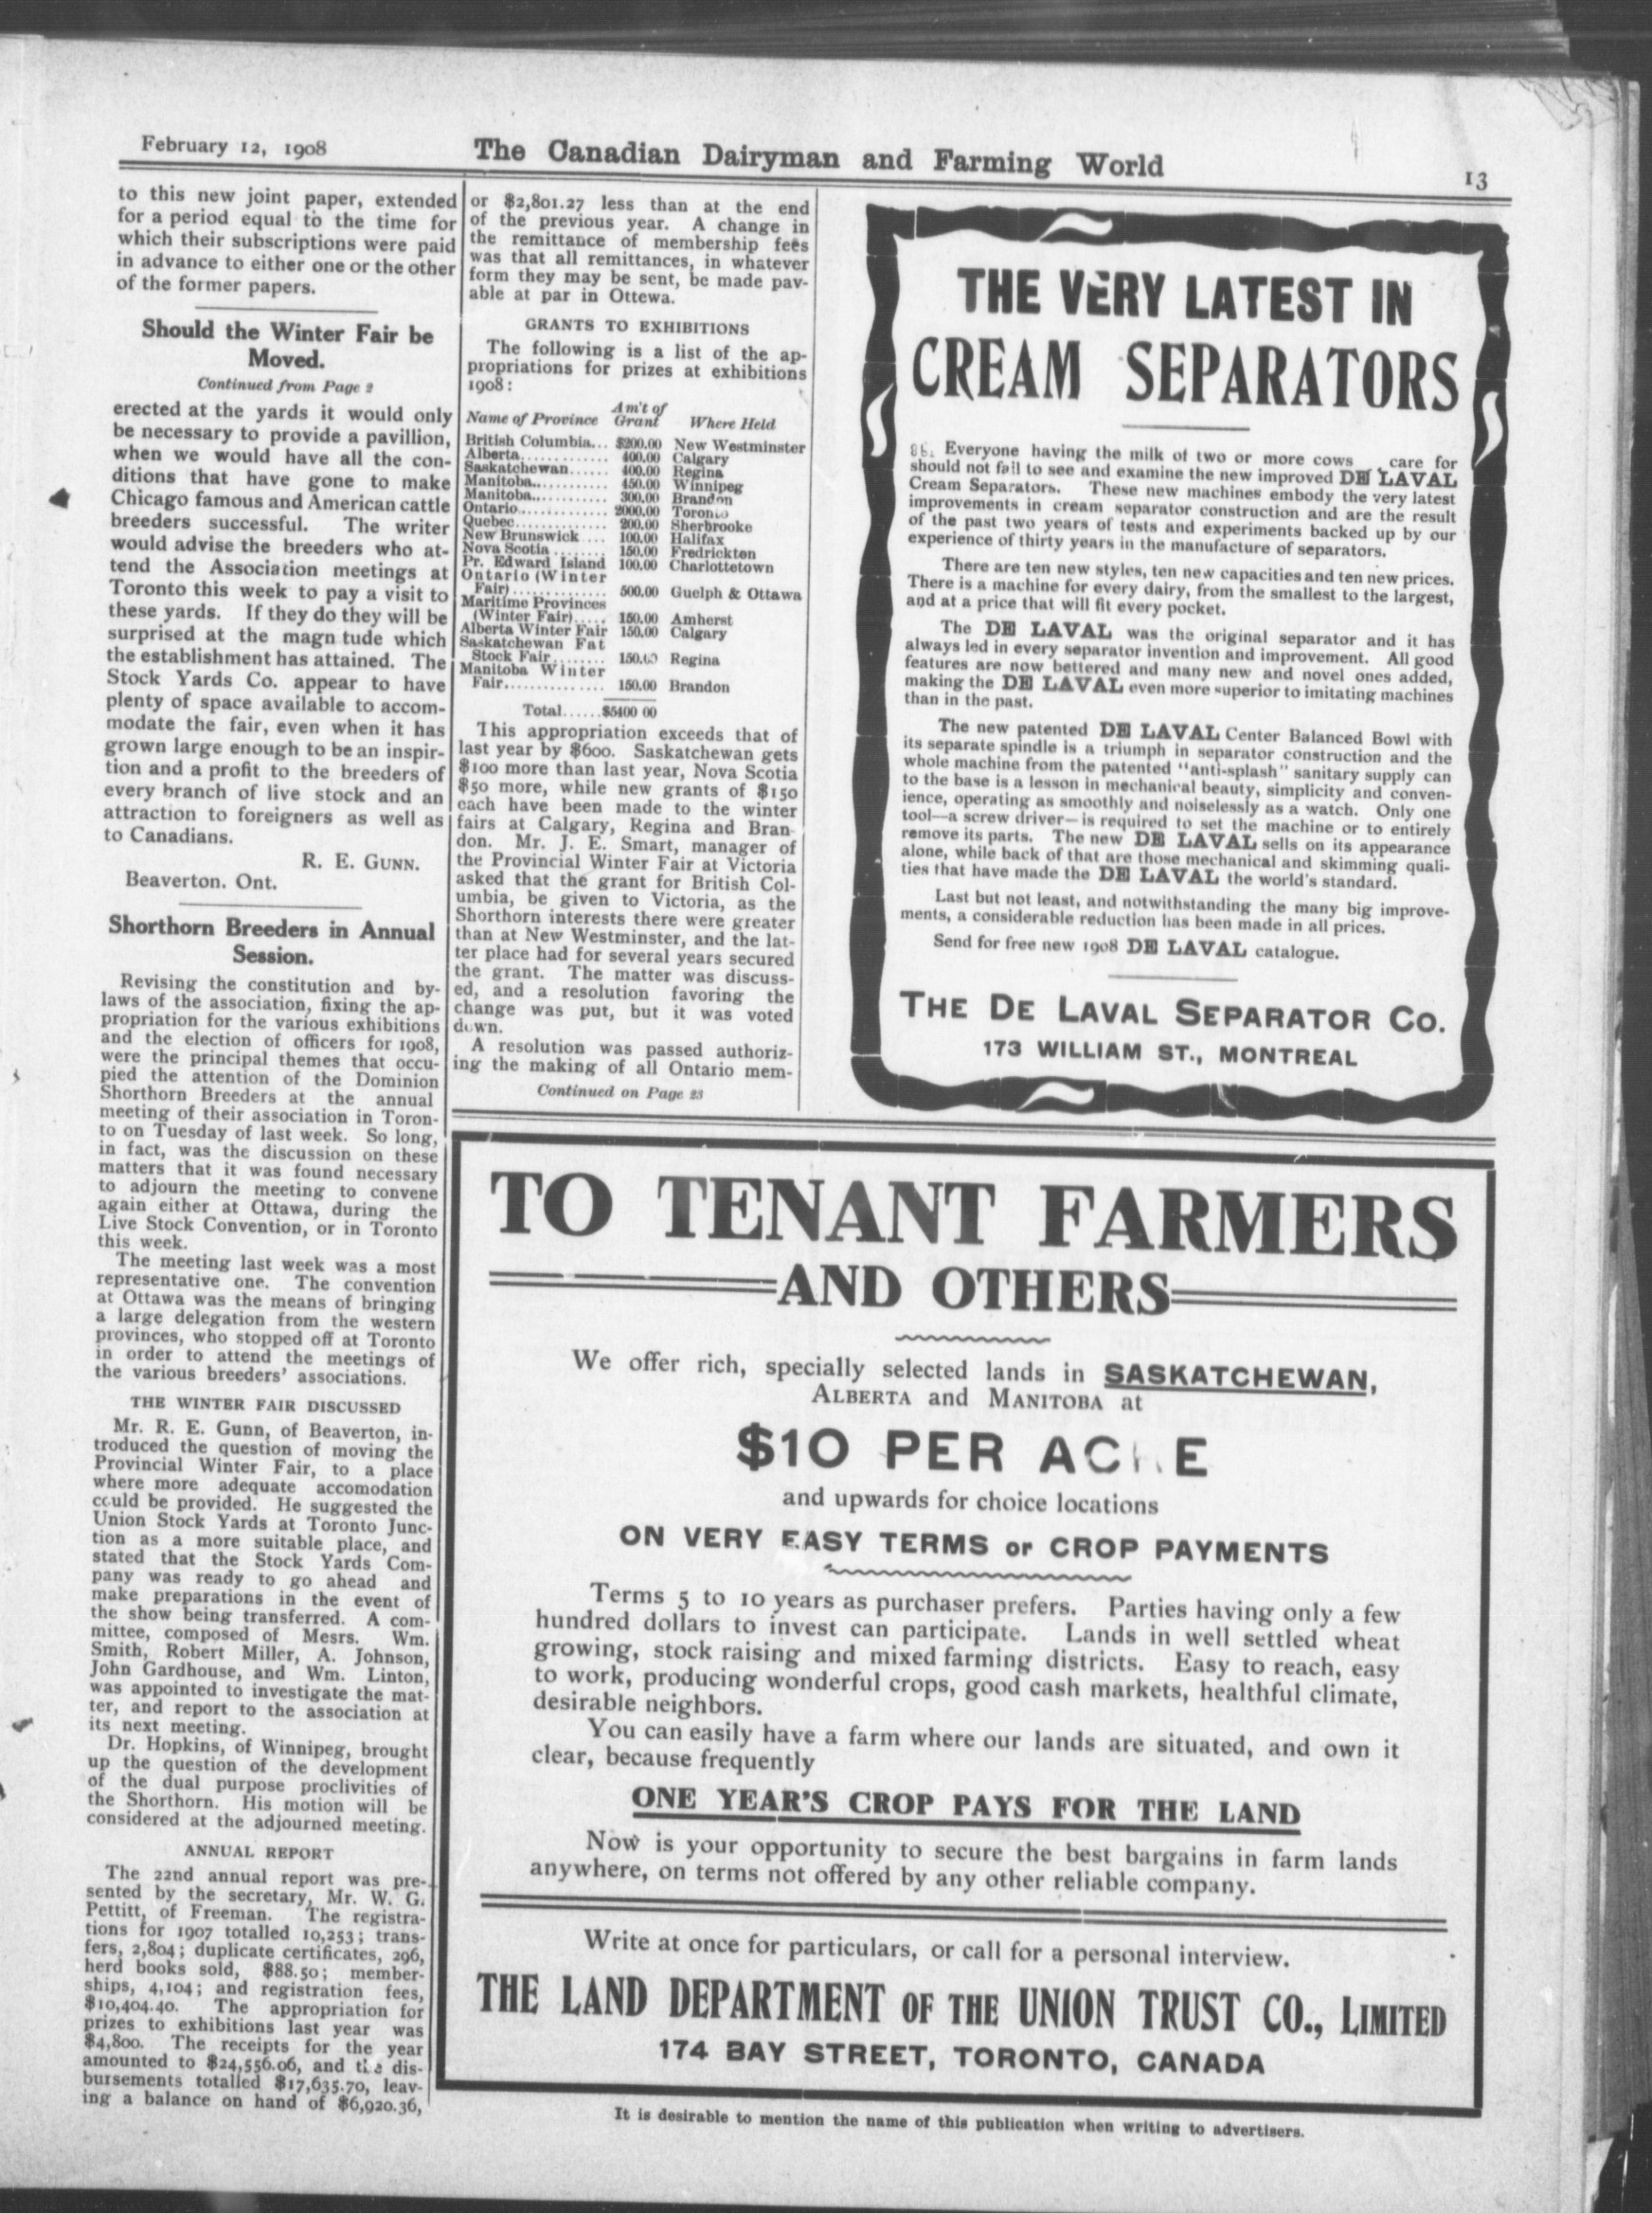 February 12, 1908
The Canadian Dairyman and Farming World
13
to this new joint paper, extended
for a period equal to the time for
which their subscriptions were paid
in advance to either one or the other
of the former papers.
Should the Winter Fair be
Moved.
Continued from Page 2
erected at the yards it would only
be necessary to provide a pavillion,
when we would have all the con-
ditions that have gone to make
Chicago famous and American cattle
breeders successful. The writer
would advise the breeders who at-
tend the Association meetings at
Toronto this week to pay a visit to
these yards. If they do they will be
surprised at the magn tude which
the establishment has attained. The
Stock Yards Co. appear to have
plenty of space available to accom-
modate the fair, even when it has
grown large enough to be an inspir-
tion and a profit to the breeders of
every branch of live stock and an
attraction to foreigners as well as
to Canadians.
R. E. GUNN.
Beaverton. Ont.
Shorthorn Breeders in Annual
Session.
Revising the constitution and by-
laws of the association, fixing the ap-
propriation for the various exhibitions
and the election of officers for 1908,
were the principal themes that occu-
pied the attention of the Dominion
Shorthorn Breeders at the annual
meeting of their association in Toron-
to on Tuesday of last week. So long,
in fact, was the discussion on these
matters that it was found necessary
to adjourn the meeting to convene
again either at Ottawa, during the
Live Stock Convention, or in Toronto
this week.
The meeting last week was a most
representative one. The convention
at Ottawa was the means of bringing
a large delegation from the western
provinces, who stopped off at Toronto
in order to attend the meetings of
the various breeders' associations.
THE WINTER FAIR DISCUSSED
Mr. R. E. Gunn, of Beaverton, in-
troduced the question of moving the
Provincial Winter Fair, to a place
where more adequate accomodation
could be provided. He suggested the
Union Stock Yards at Toronto Junc-
tion as a more suitable place, and
stated that the Stock Yards Com-
pany was ready to go ahead and
make preparations in the event of
the show being transferred. A com-
mittee, composed of Mesrs. Wm.
Smith, Robert Miller, A. Johnson,
John Gardhouse, and Wm. Linton,
was appointed to investigate the mat-
ter, and report to the association at
its next meeting.
Dr. Hopkins, of Winnipeg, brought
up the question of the development
of the dual purpose proclivities of
the Shorthorn. His motion will be
considered at the adjourned meeting.
ANNUAL REPORT
The 22nd annual report was pre-
sented by the secretary, Mr. W. G.
Pettitt, of Freeman. The registra-
tions for 1907 totalled 10,253; trans-
fers, 2,804; duplicate certificates, 296,
herd books sold, $88.50; member-
ships, 4,104; and registration fees,
$10,404.40. The appropriation for
prizes to exhibitions last year was
$4,800. The receipts for the year
amounted to $24,556.06, and the dis-
bursements totalled $17,635.70, leav-
ing a balance on hand of $6,920.36,
or $2,801.27 less than at the end
of the previous year. A change in
the remittance of membership fees
was that all remittances, in whatever
form they may be sent, be made pav-
able at par in Ottewa.
GRANTS TO EXHIBITIONS
The following is a list of the ap-
propriations for prizes at exhibitions
1908:
Name of Province Am't of Grant Where Held
British Columbia... $200.00 New Westminster
Alberta............ 400.00 Calgary
Saskatchewan...... 400.00 Regina
Manitoba........... 450.00 Winnipeg
Manitoba........... 300.00 Brandon
Ontario............. 2000.00 Toronto
Quebec.............. 200.00 Sherbrooke
New Brunswick.... 100.00 Halifax
Nova Scotia........ 150.00 Fredrickton
Pr. Edward Island 100.00 Charlottetown
Ontario (Winter
Fair).............. 500.00 Guelph & Ottawa
Maritime Provinces
(Winter Fair)..... 150.00 Amherst
Alberta Winter Fair 150.00 Calgary
Saskatchewan Fat
Stock Fair........ 150.00 Regina
Manitoba Winter
Fair............... 150.00 Brandon
Total......$5400 00
This appropriation exceeds that of
last year by $600. Saskatchewan gets
$100 more than last year, Nova Scotia
$50 more, while new grants of $150
each have been made to the winter
fairs at Calgary, Regina and Bran-
don. Mr. J. E. Smart, manager of
the Provincial Winter Fair at Victoria
asked that the grant for British Col-
umbia, be given to Victoria, as the
Shorthorn interests there were greater
than at New Westminster, and the lat-
ter place had for several years secured
the grant. The matter was discuss-
ed, and a resolution favoring the
change was put, but it was voted
down.
A resolution was passed authoriz-
ing the making of all Ontario mem-
Continued on Page 23
THE VERY LATEST IN
CREAM SEPARATORS
Everyone having the milk of two or more cows care for
should not fail to see and examine the new improved DE LAVAL
Cream Separators. These new machines embody the very latest
improvements in cream separator construction and are the result
of the past two years of tests and experiments backed up by our
experience of thirty years in the manufacture of separators.
There are ten new styles, ten new capacities and ten new prices.
There is a machine for every dairy, from the smallest to the largest,
and at a price that will fit every pocket.
The DE LAVAL was the original separator and it has
always led in every separator invention and improvement. All good
features are now bettered and many new and novel ones added,
making the DE LAVAL even more superior to imitating machines
than in the past.
The new patented DE LAVAL Center Balanced Bowl with
its separate spindle is a triumph in separator construction and the
whole machine from the patented "anti-splash" sanitary supply can
to the base is a lesson in mechanical beauty, simplicity and conven-
ience, operating as smoothly and noiselessly as a watch. Only one
tool—a screw driver—is required to set the machine or to entirely
remove its parts. The new DE LAVAL sells on its appearance
alone, while back of that are those mechanical and skimming quali-
ties that have made the DE LAVAL the world's standard.
Last but not least, and notwithstanding the many big improve-
ments, a considerable reduction has been made in all prices.
Send for free new 1908 DE LAVAL catalogue.
THE DE LAVAL SEPARATOR CO.
173 WILLIAM ST., MONTREAL
TO TENANT FARMERS
AND OTHERS
We offer rich, specially selected lands in SASKATCHEWAN,
ALBERTA and MANITOBA at
$10 PER ACRE
and upwards for choice locations
ON VERY EASY TERMS or CROP PAYMENTS
Terms 5 to 10 years as purchaser prefers. Parties having only a few
hundred dollars to invest can participate. Lands in well settled wheat
growing, stock raising and mixed farming districts. Easy to reach, easy
to work, producing wonderful crops, good cash markets, healthful climate,
desirable neighbors.
You can easily have a farm where our lands are situated, and own it
clear, because frequently
ONE YEAR'S CROP PAYS FOR THE LAND
Now is your opportunity to secure the best bargains in farm lands
anywhere, on terms not offered by any other reliable company.
Write at once for particulars, or call for a personal interview.
THE LAND DEPARTMENT OF THE UNION TRUST CO., LIMITED
174 BAY STREET, TORONTO, CANADA
It is desirable to mention the name of this publication when writing to advertisers.